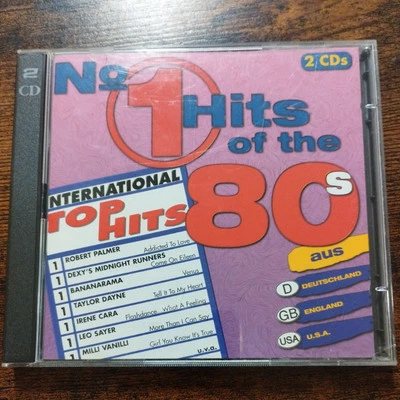 2
CD
No 1 Hits
of the
80s
2 CDs
INTERNATIONAL
TOP HITS
1 ROBERT PALMER Addicted To Love
1 DEXY'S MIDNIGHT RUNNERS Come On Eileen
1 BANANARAMA Venus
1 TAYLOR DAYNE Tell It To My Heart
1 IRENE CARA Flashdance What A Feeling
1 LEO SAYER More Than I Can Say
1 MILLI VANILLI Girl You Know It's True
u.v.a.
aus
D DEUTSCHLAND
GB ENGLAND
USA U.S.A.